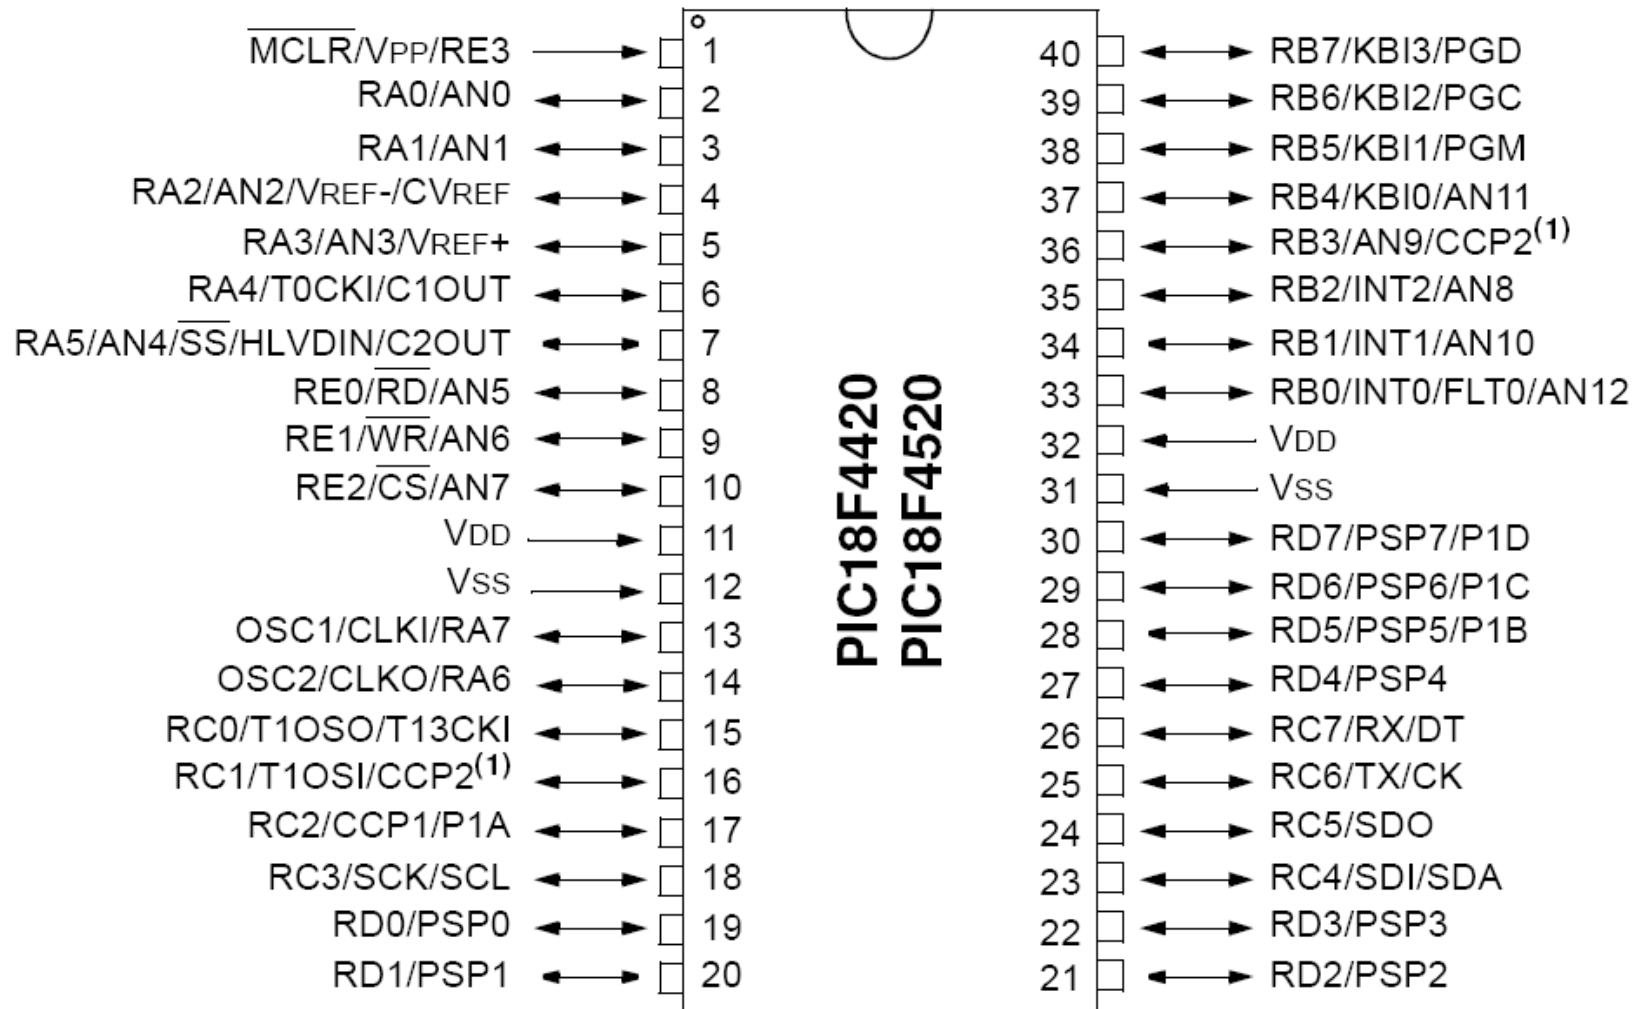 MCLR/VPP/RE3 1 40 RB7/KBI3/PGD
RA0/AN0 2 39 RB6/KBI2/PGC
RA1/AN1 3 38 RB5/KBI1/PGM
RA2/AN2/VREF-/CVREF 4 37 RB4/KBI0/AN11
RA3/AN3/VREF+ 5 36 RB3/AN9/CCP2(1)
RA4/T0CKI/C1OUT 6 35 RB2/INT2/AN8
RA5/AN4/SS/HLVDIN/C2OUT 7 34 RB1/INT1/AN10
RE0/RD/AN5 8 33 RB0/INT0/FLT0/AN12
RE1/WR/AN6 9 32 VDD
RE2/CS/AN7 10 31 VSS
VDD 11 30 RD7/PSP7/P1D
VSS 12 29 RD6/PSP6/P1C
OSC1/CLKI/RA7 13 28 RD5/PSP5/P1B
OSC2/CLKO/RA6 14 27 RD4/PSP4
RC0/T1OSO/T13CKI 15 26 RC7/RX/DT
RC1/T1OSI/CCP2(1) 16 25 RC6/TX/CK
RC2/CCP1/P1A 17 24 RC5/SDO
RC3/SCK/SCL 18 23 RC4/SDI/SDA
RD0/PSP0 19 22 RD3/PSP3
RD1/PSP1 20 21 RD2/PSP2
PIC18F4420
PIC18F4520